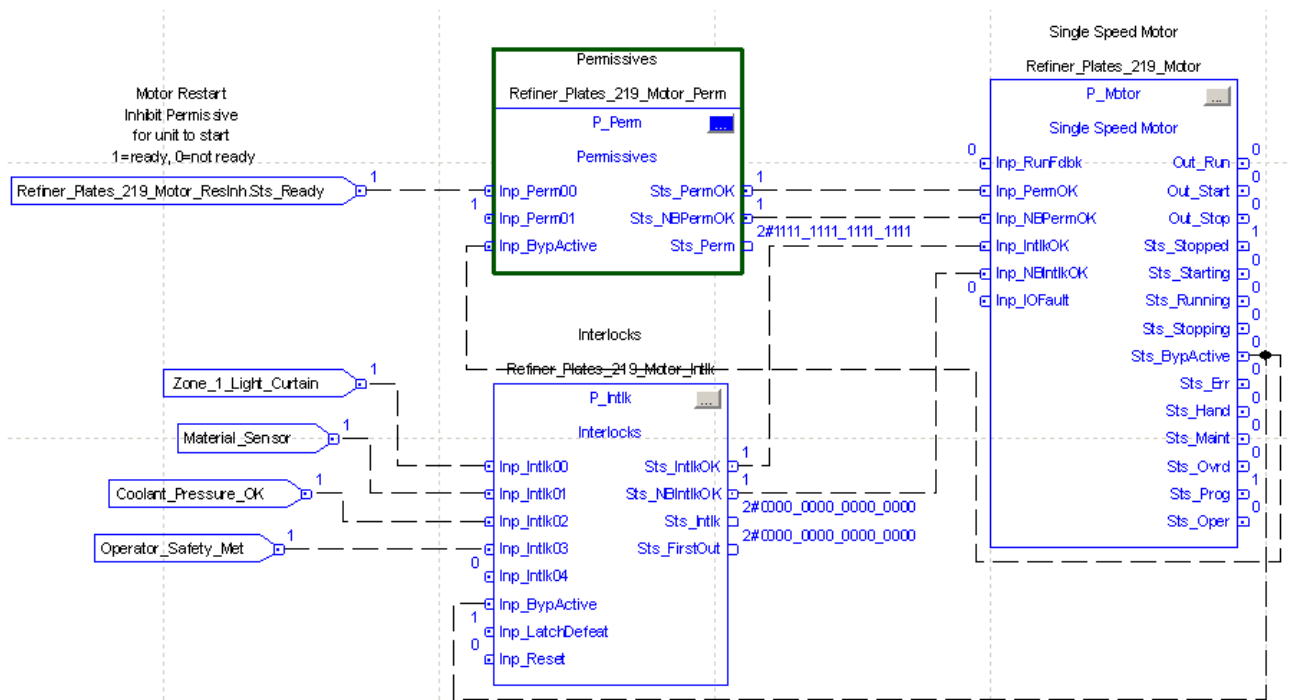 Motor Restart
Inhibit Permissive
for unit to start
1=ready, 0=not ready
Refiner_Plates_219_Motor_ResInh.Sts_Ready
1
Permissives
Refiner_Plates_219_Motor_Perm
P_Perm
...
Permissives
Inp_Perm00
Sts_PermOK
1
1
Inp_Perm01
Sts_NBPermOK
1
Inp_BypActive
Sts_Perm
2#1111_1111_1111_1111
Single Speed Motor
Refiner_Plates_219_Motor
P_Motor
...
Single Speed Motor
0
Inp_RunFdbk
Out_Run
0
Inp_PermOK
Out_Start
0
Inp_NBPermOK
Out_Stop
0
Inp_IntlkOK
Sts_Stopped
1
Inp_NBIntlkOK
Sts_Starting
0
0
Inp_IOFault
Sts_Running
0
Sts_Stopping
0
Sts_BypActive
0
Sts_Err
0
Sts_Hand
0
Sts_Maint
0
Sts_Ovrd
0
Sts_Prog
1
Sts_Oper
0
Zone_1_Light_Curtain
1
Material_Sensor
1
Coolant_Pressure_OK
1
Operator_Safety_Met
1
Interlocks
Refiner_Plates_219_Motor_Intlk
P_Intlk
...
Interlocks
Inp_Intlk00
Sts_IntlkOK
1
Inp_Intlk01
Sts_NBIntlkOK
1
Inp_Intlk02
Sts_Intlk
2#0000_0000_0000_0000
Inp_Intlk03
Sts_FirstOut
2#0000_0000_0000_0000
0
Inp_Intlk04
Inp_BypActive
1
Inp_LatchDefeat
0
Inp_Reset